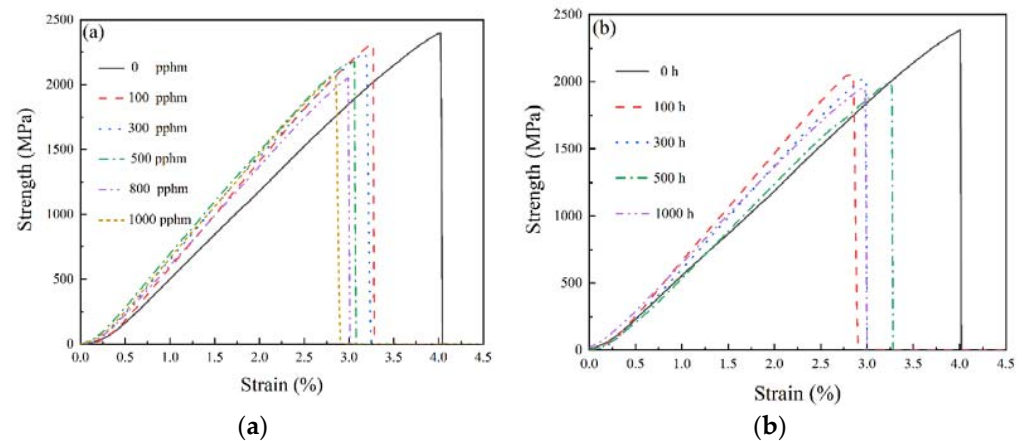 (a)
2500
2000
1500
1000
500
0
0.0 0.5 1.0 1.5 2.0 2.5 3.0 3.5 4.0 4.5
Strength (MPa)
Strain (%)
0 pphm
100 pphm
300 pphm
500 pphm
800 pphm
1000 pphm
(a)
(b)
2500
2000
1500
1000
500
0
0.0 0.5 1.0 1.5 2.0 2.5 3.0 3.5 4.0 4.5
Strength (MPa)
Strain (%)
0 h
100 h
300 h
500 h
1000 h
(b)